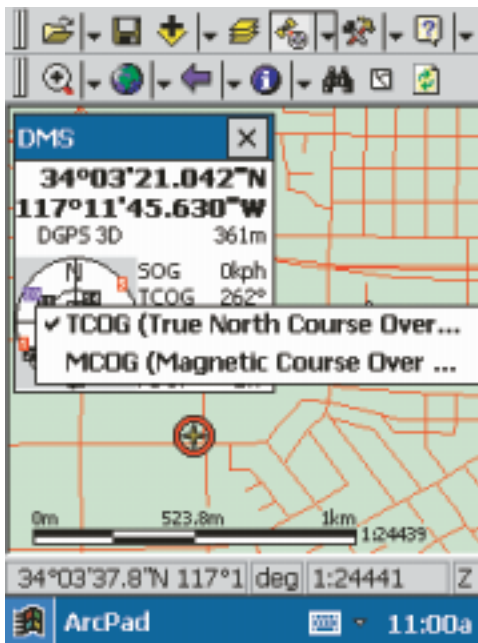 DMS
34°03'21.042"N
117°11'45.630"W
DGPS 3D 361m
N SOG 0kph
TCOG 262°
✓ TCOG (True North Course Over...
MCOG (Magnetic Course Over ...
0m 523.8m 1km
1:24439
34°03'37.8"N 117°1 deg 1:24441 Z
ArcPad 11:00a